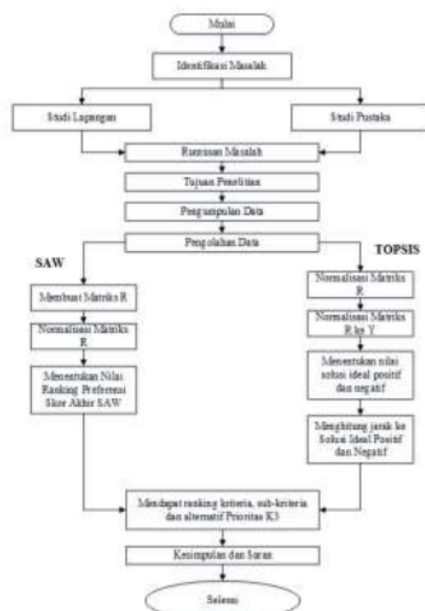 Mulai
Identifikasi Masalah
Studi Lapangan
Studi Pustaka
Rumusan Masalah
Tujuan Penelitian
Pengumpulan Data
Pengolahan Data
SAW
Membuat Matriks R
Normalisasi Matriks
R
Menentukan Nilai
Ranking Preferensi
Skor Akhir SAW
TOPSIS
Normalisasi Matriks
R
Normalisasi Matriks
R ke Y
Menentukan nilai
solusi ideal positif
dan negatif
Menghitung jarak ke
Solusi Ideal Positif
dan Negatif
Mendapat ranking kriteria, sub-kriteria
dan alternatif Prioritas K3
Kesimpulan dan Saran
Selesai